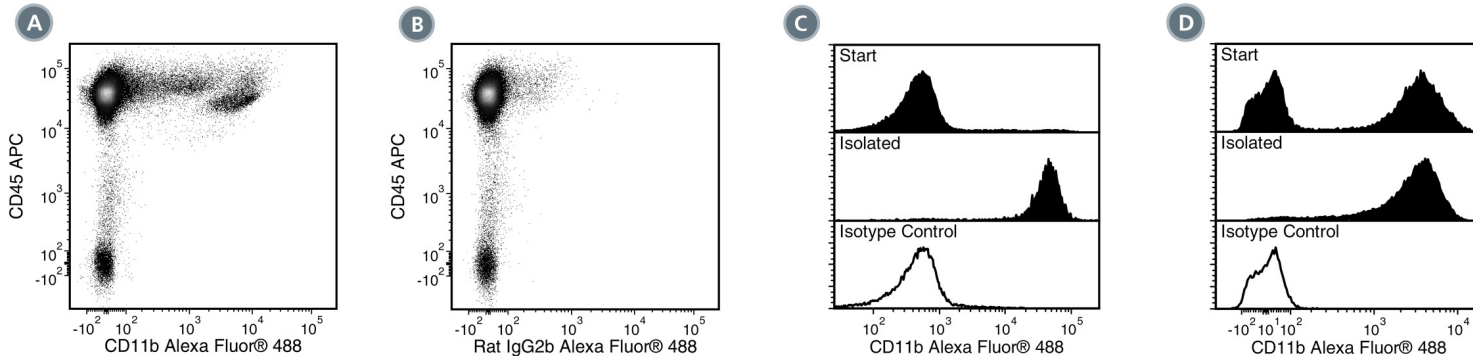 A
10^5
10^4
10^3
10^2
-10^2
CD45 APC
-10^2 10^2 10^3 10^4 10^5
CD11b Alexa Fluor® 488
B
10^5
10^4
10^3
10^2
-10^2
CD45 APC
-10^2 10^2 10^3 10^4 10^5
Rat IgG2b Alexa Fluor® 488
C
Start
Isolated
Isotype Control
10^2 10^3 10^4 10^5
CD11b Alexa Fluor® 488
D
Start
Isolated
Isotype Control
-10^2 10^1 10^2 10^3 10^4
CD11b Alexa Fluor® 488